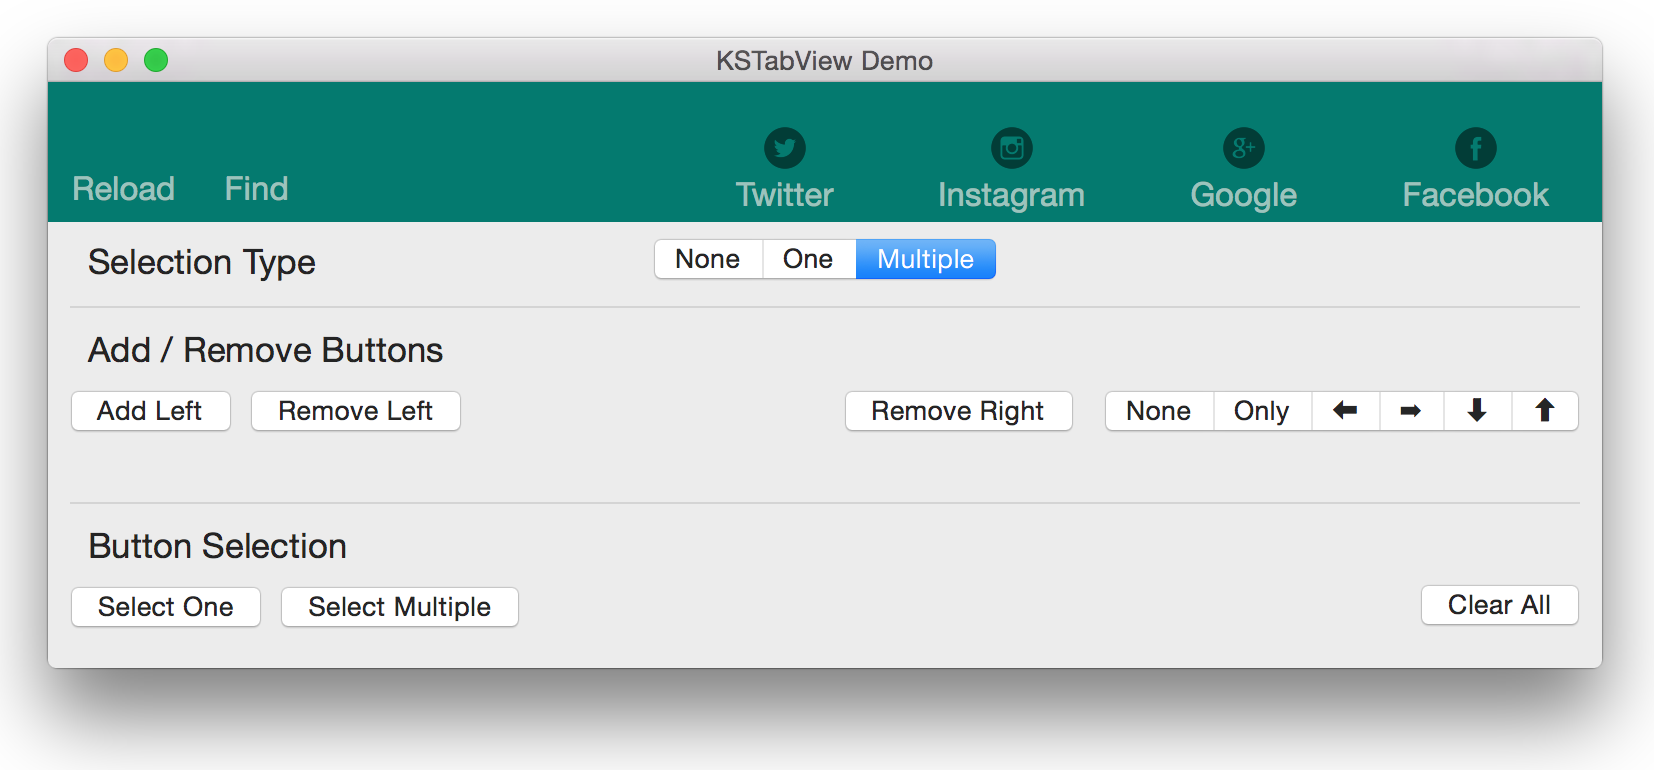 KSTabView Demo
Reload Find Twitter Instagram g+ Google f Facebook
Selection Type None One Multiple
Add / Remove Buttons
Add Left Remove Left Remove Right None Only ⬅ ➡ ⬇ ⬆
Button Selection
Select One Select Multiple Clear All